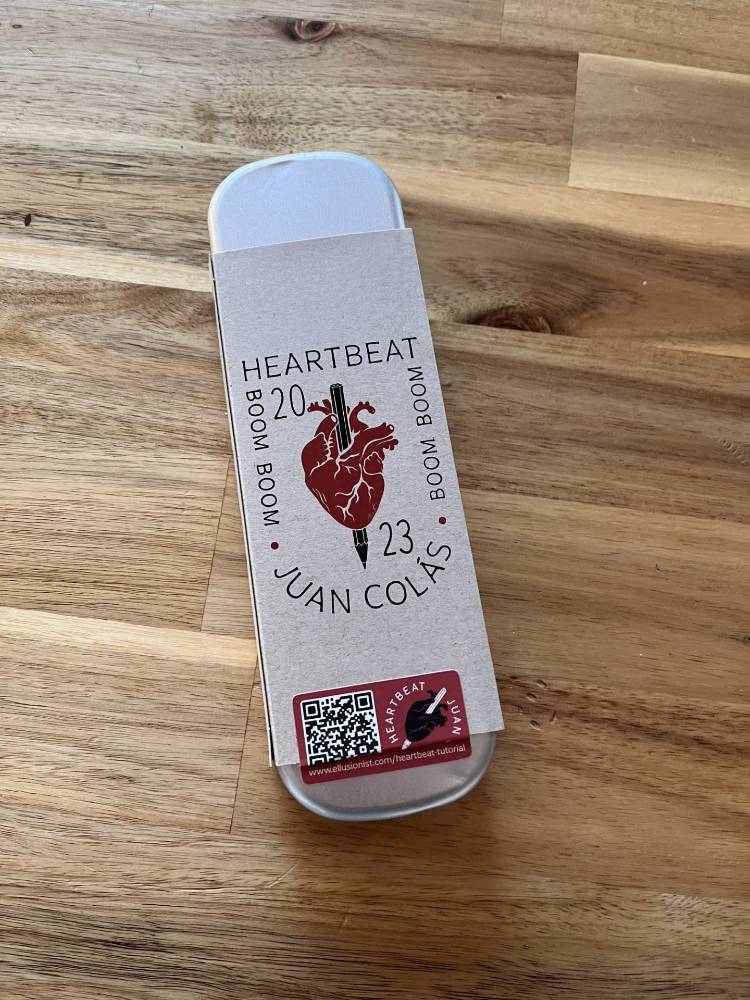 HEARTBEAT
20
BOOM BOOM
BOOM BOOM
23
JUAN COLÁS
HEARTBEAT
JUAN
www.ellusionist.com/heartbeat-tutorial